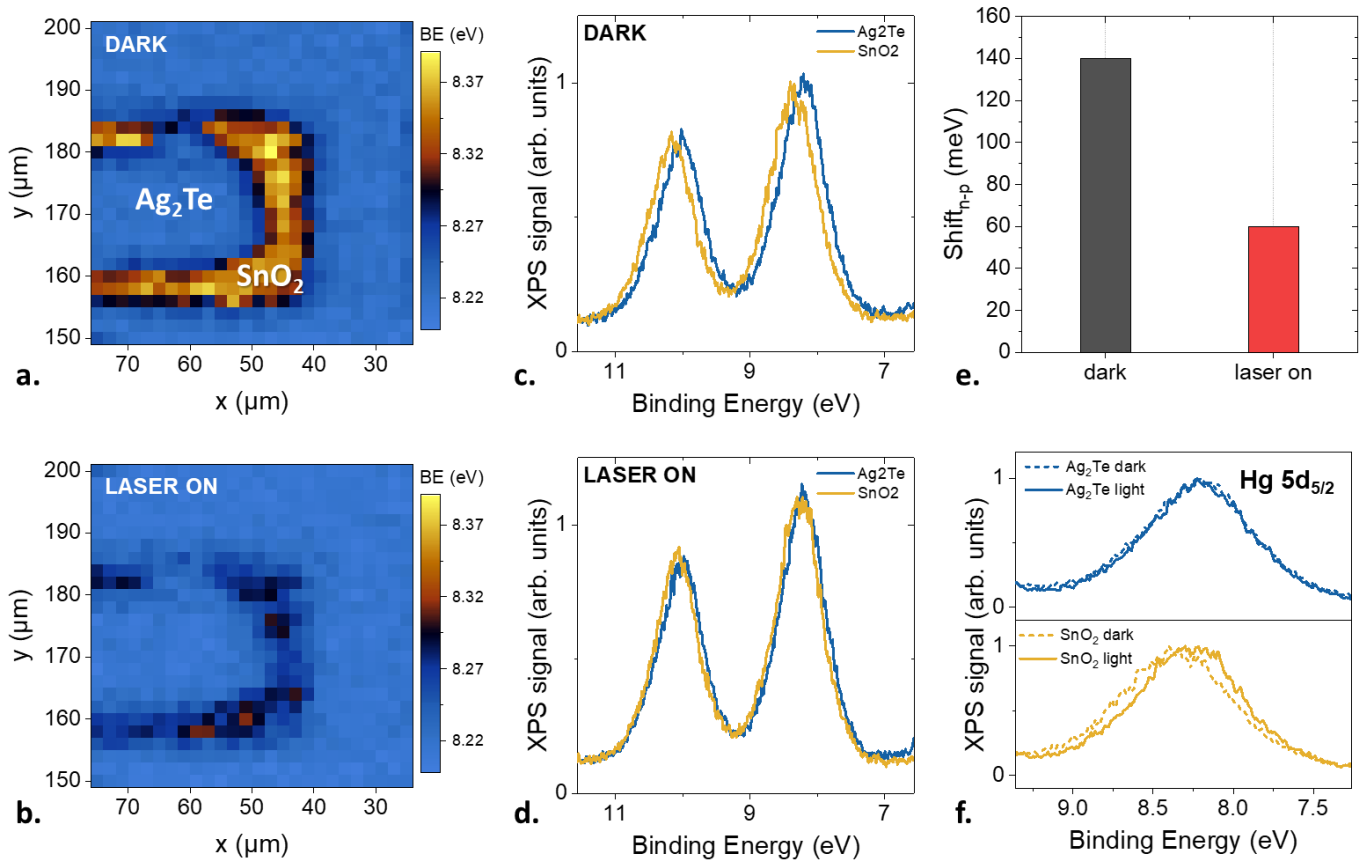 DARK
BE (eV)
200
190
180
170
160
150
y (µm)
Ag₂Te
SnO₂
8.37
8.32
8.27
8.22
70 60 50 40 30
x (µm)
a.
DARK
Ag2Te
SnO2
1
0
XPS signal (arb. units)
11 9 7
Binding Energy (eV)
c.
160
140
120
100
80
60
40
20
0
Shiftₙ₋ₚ (meV)
dark laser on
e.
LASER ON
BE (eV)
200
190
180
170
160
150
y (µm)
8.37
8.32
8.27
8.22
70 60 50 40 30
x (µm)
b.
LASER ON
Ag2Te
SnO2
1
0
XPS signal (arb. units)
11 9 7
Binding Energy (eV)
d.
Ag₂Te dark
Ag₂Te light
Hg 5d₅/₂
1
0
SnO₂ dark
SnO₂ light
1
0
XPS signal (arb. units)
9.0 8.5 8.0 7.5
Binding Energy (eV)
f.